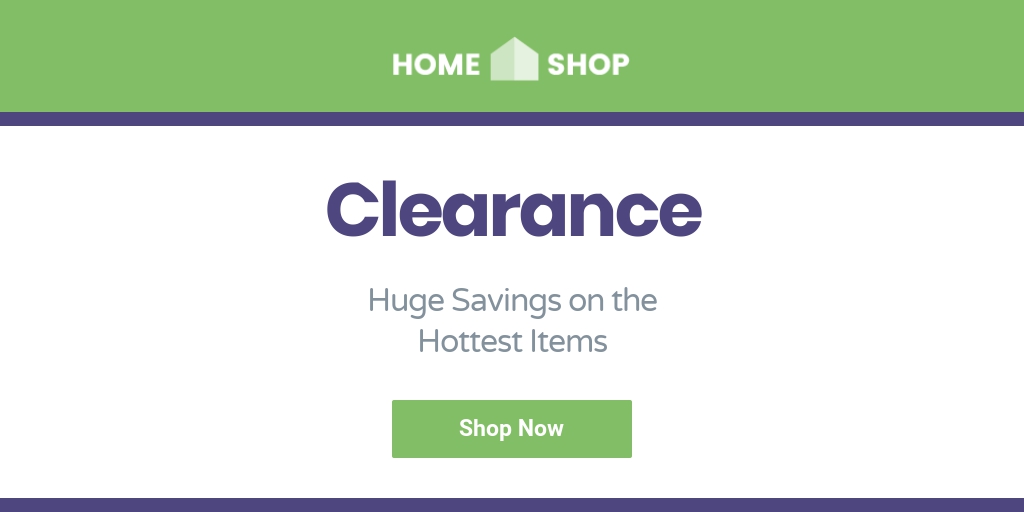 HOME SHOP
Clearance
Huge Savings on the
Hottest Items
Shop Now